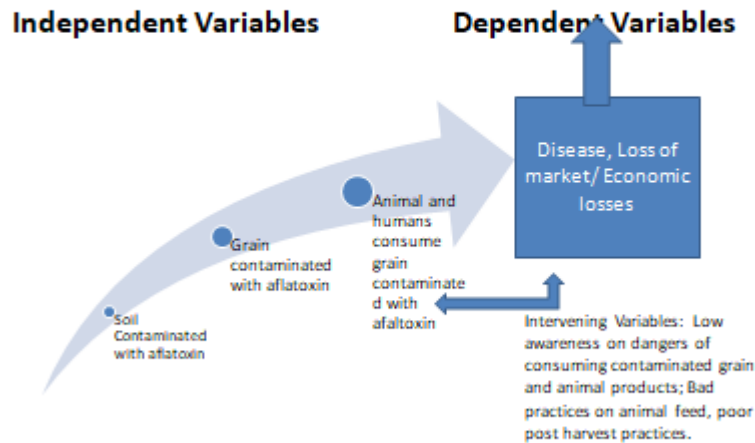 Independent Variables
Dependent Variables
Disease, Loss of
market/ Economic
losses
Animal and
humans
consume
grain
contaminate
d with
afaltoxin
Grain
contaminated
with aflatoxin
Soil
Contaminated
with aflatoxin
Intervening Variables: Low
awareness on dangers of
consuming contaminated grain
and animal products; Bad
practices on animal feed, poor
post harvest practices.